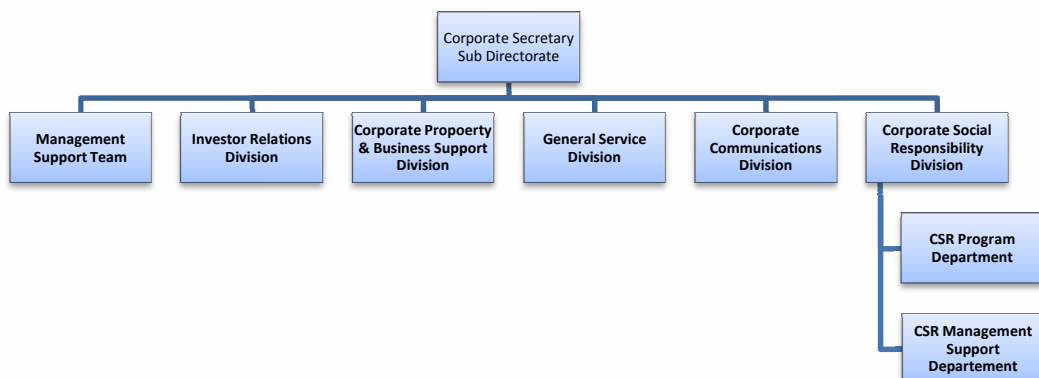 Corporate Secretary
Sub Directorate
Management
Support Team
Investor Relations
Division
Corporate Propoerty
& Business Support
Division
General Service
Division
Corporate
Communications
Division
Corporate Social
Responsibility
Division
CSR Program
Department
CSR Management
Support
Departement